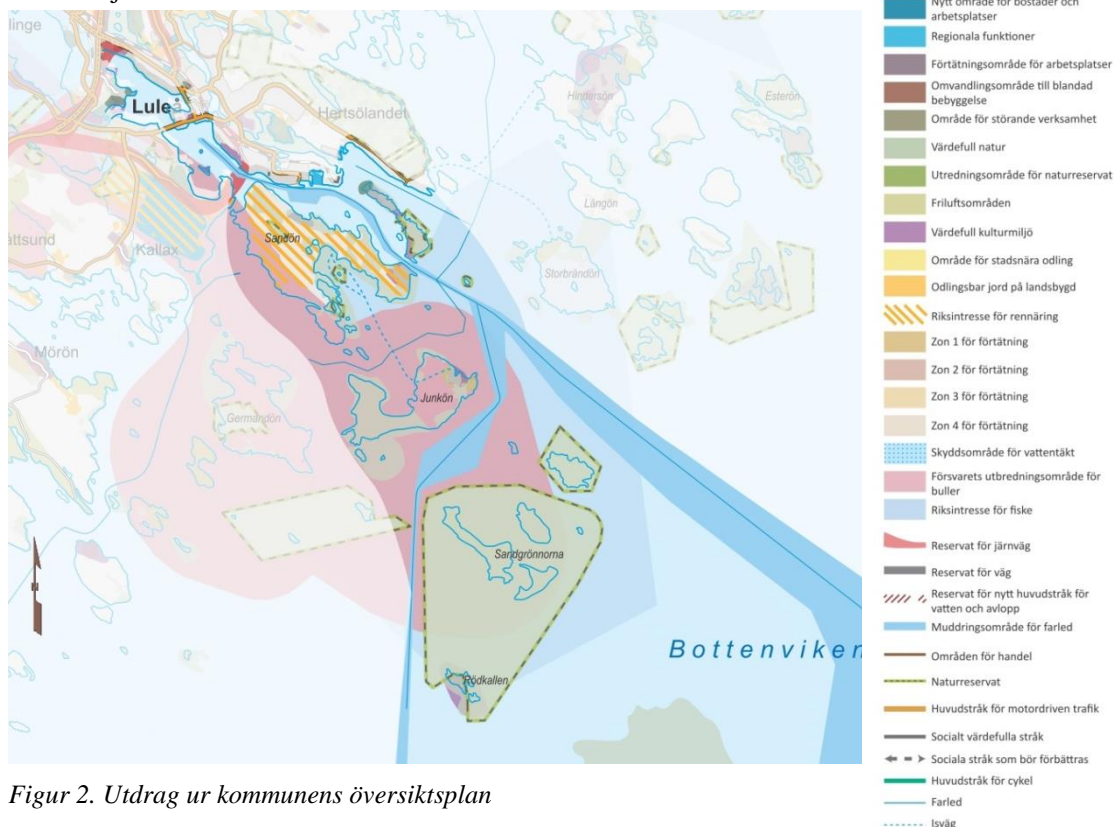 linge
Lule
Hertsölandet
Hindersön
Esterön
Sandön
Långön
Kallax
Storbrändön
Mörön
Junkön
Germandön
Sandgrönnorna
Bottenviken
Rödkallen
Figur 2. Utdrag ur kommunens översiktsplan
Nytt område för bostäder och
arbetsplatser
Regionala funktioner
Förtätningsområde för arbetsplatser
Omvandlingsområde till blandad
bebyggelse
Område för störande verksamhet
Värdefull natur
Utredningsområde för naturreservat
Friluftsområden
Värdefull kulturmiljö
Område för stadsnära odling
Odlingsbar jord på landsbygd
Riksintresse för rennäring
Zon 1 för förtätning
Zon 2 för förtätning
Zon 3 för förtätning
Zon 4 för förtätning
Skyddsområde för vattentäkt
Försvarets utbredningsområde för
buller
Riksintresse för fiske
Reservat för järnväg
Reservat för väg
Reservat för nytt huvudstråk för
vatten och avlopp
Muddringsområde för farled
Områden för handel
Naturreservat
Huvudstråk för motordriven trafik
Socialt värdefulla stråk
Sociala stråk som bör förbättras
Huvudstråk för cykel
Farled
Isväg